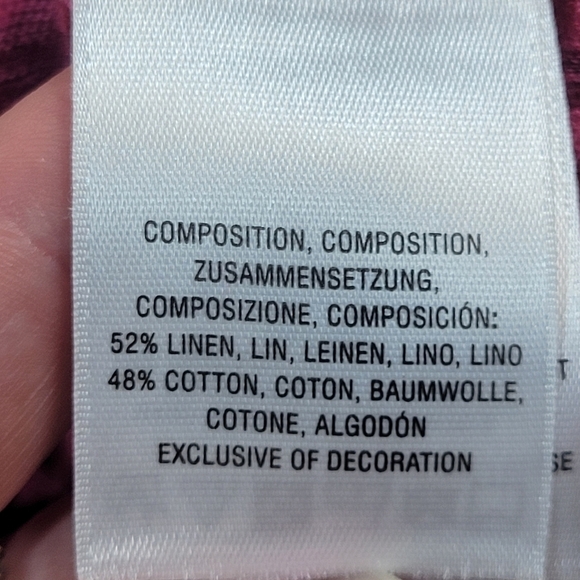 COMPOSITION, COMPOSITION,
ZUSAMMENSETZUNG,
COMPOSIZIONE, COMPOSICIÓN:
52% LINEN, LIN, LEINEN, LINO, LINO
48% COTTON, COTON, BAUMWOLLE,
COTONE, ALGODÓN
EXCLUSIVE OF DECORATION